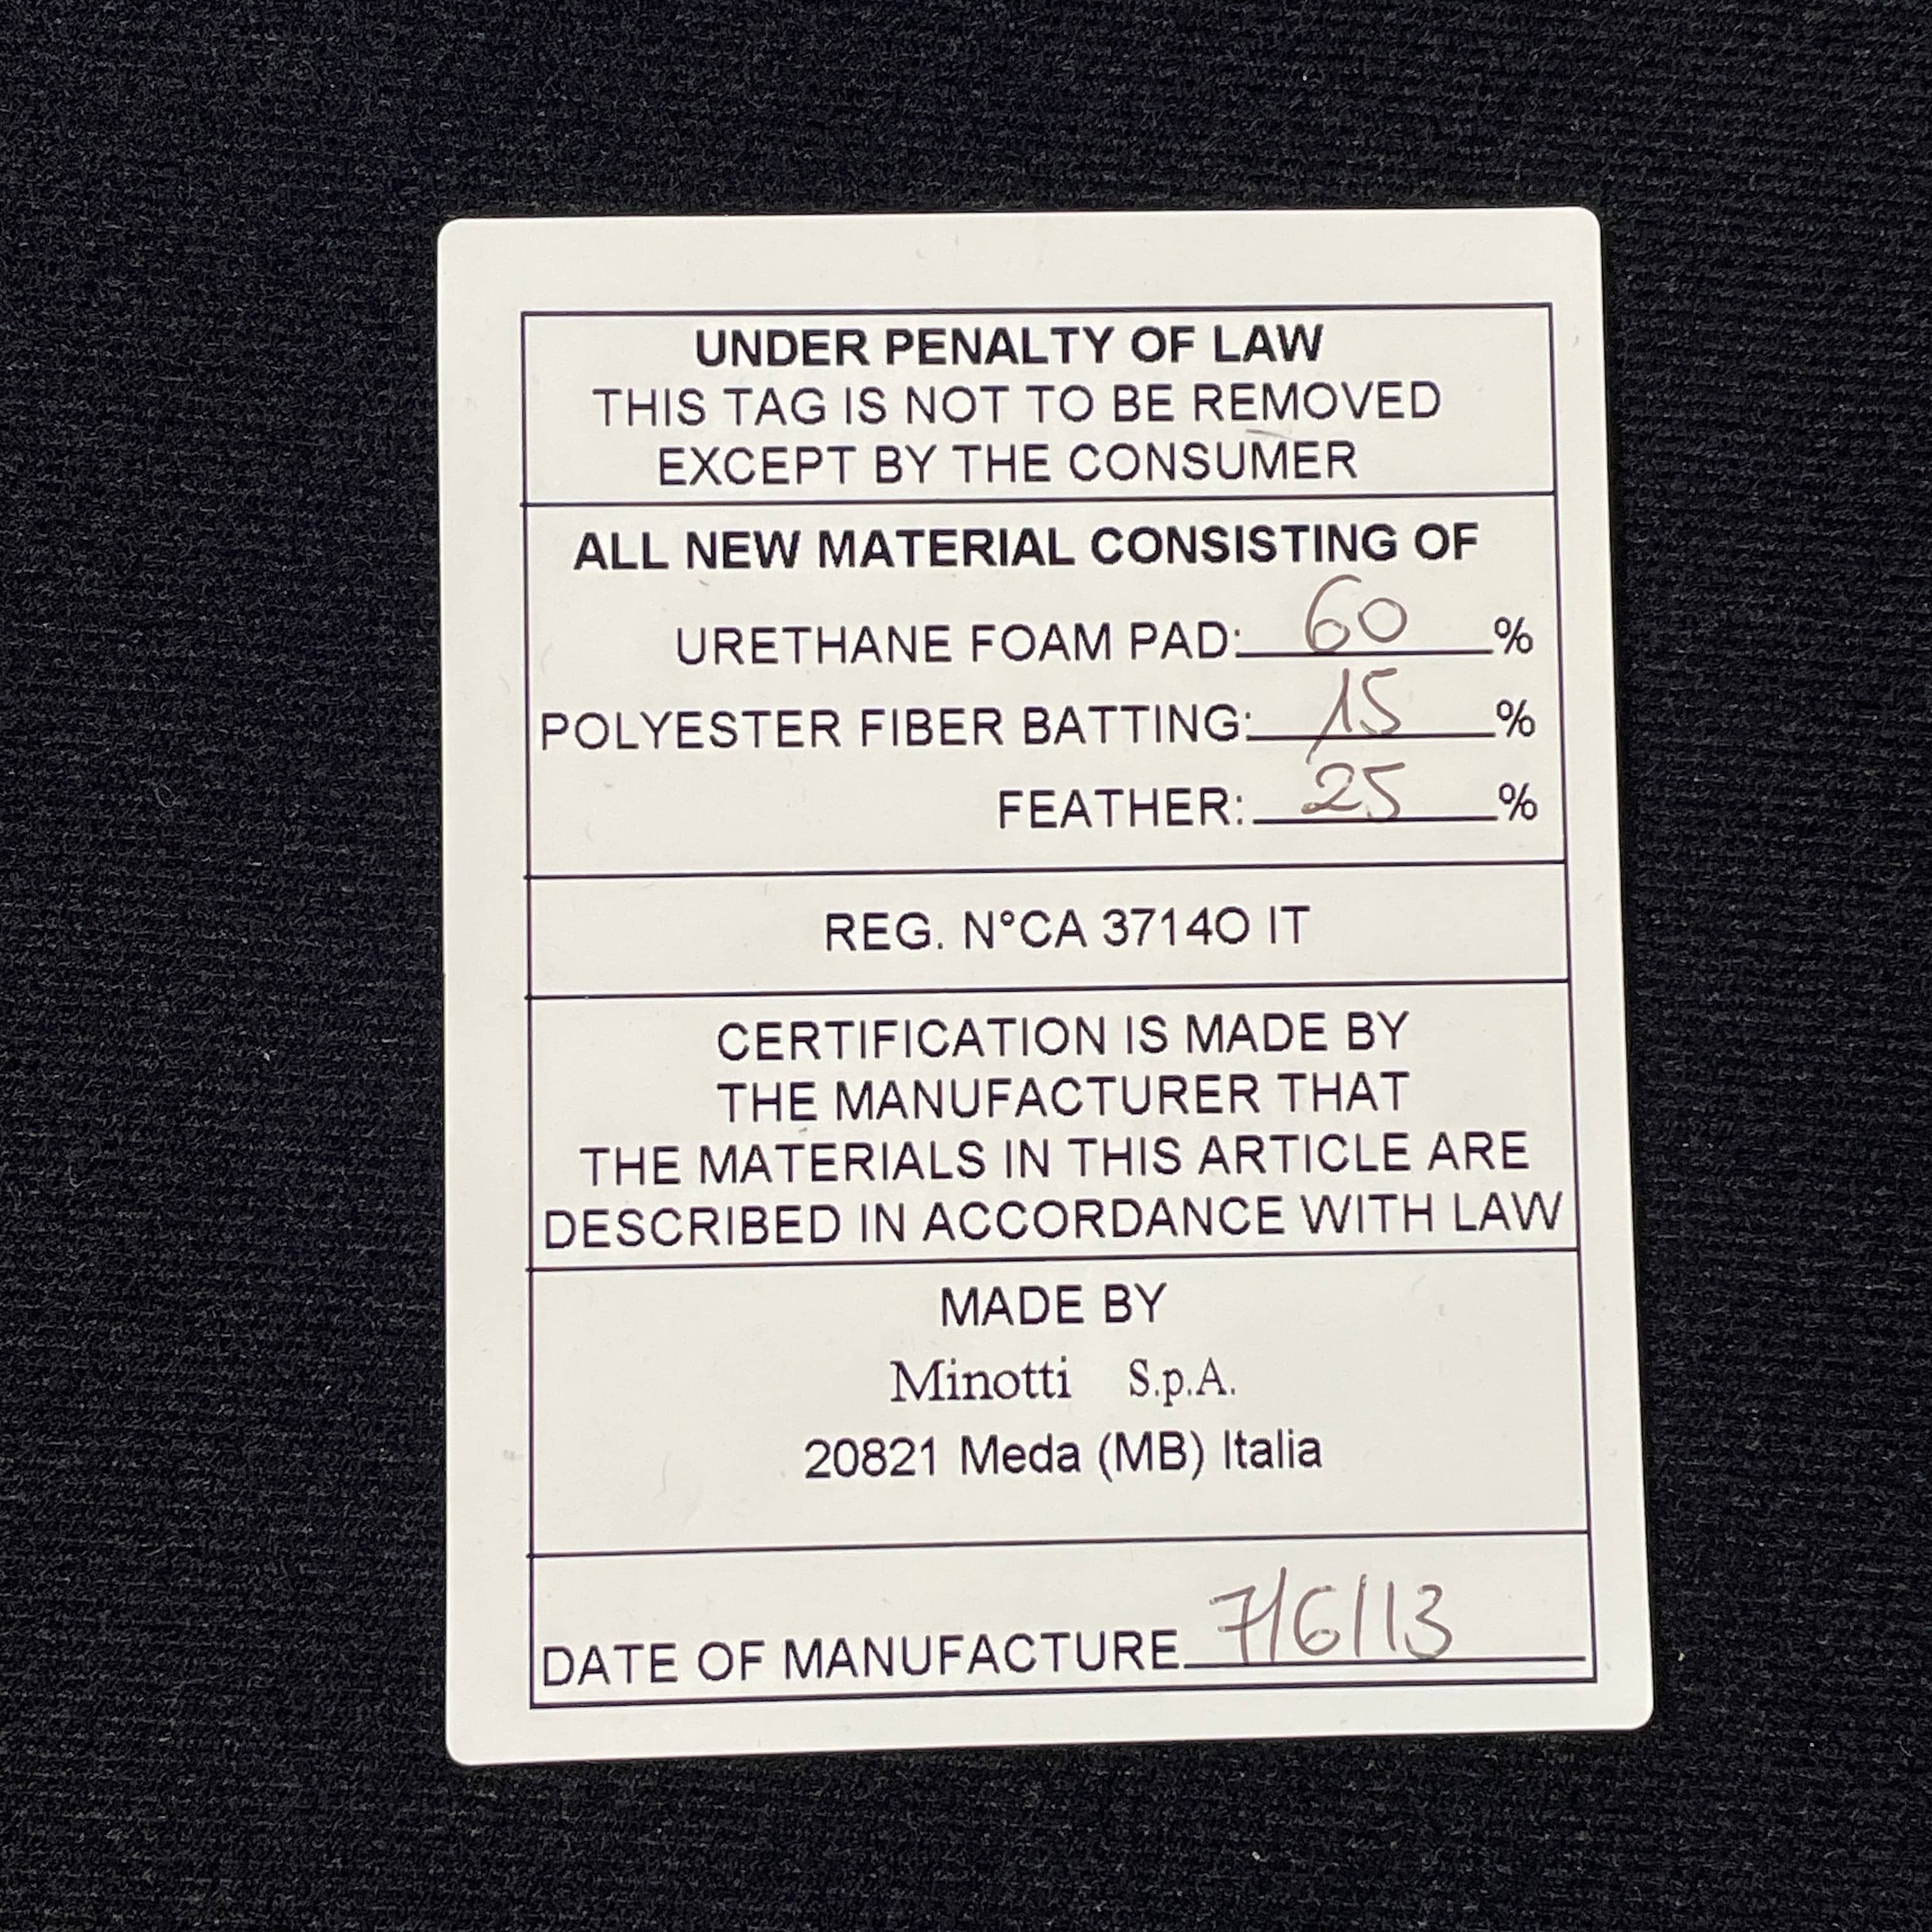 UNDER PENALTY OF LAW
THIS TAG IS NOT TO BE REMOVED
EXCEPT BY THE CONSUMER
ALL NEW MATERIAL CONSISTING OF
URETHANE FOAM PAD: 60 %
POLYESTER FIBER BATTING: 15 %
FEATHER: 25 %
REG. N°CA 37140 IT
CERTIFICATION IS MADE BY
THE MANUFACTURER THAT
THE MATERIALS IN THIS ARTICLE ARE
DESCRIBED IN ACCORDANCE WITH LAW
MADE BY
Minotti S.p.A.
20821 Meda (MB) Italia
DATE OF MANUFACTURE 7/6/13